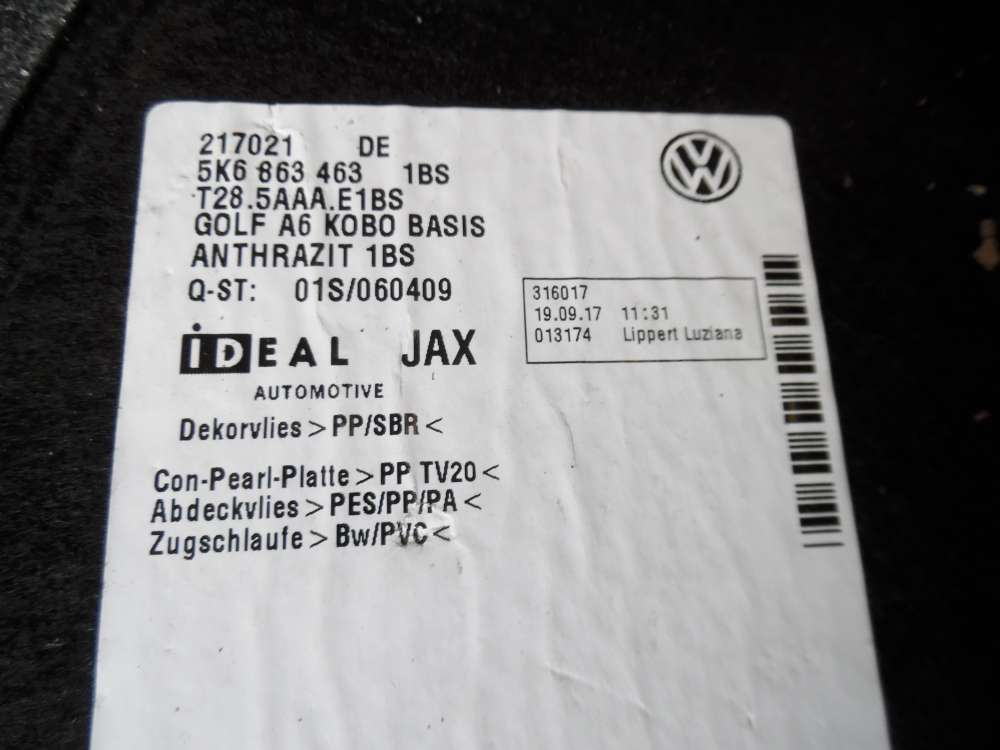 217021 DE
5K6 863 463 1BS
T28.5AAA.E1BS
GOLF A6 KOBO BASIS
ANTHRAZIT 1BS
Q-ST: 01S/060409
316017
19.09.17 11:31
013174 Lippert Luziana
iDEAL JAX
AUTOMOTIVE
Dekorvlies > PP/SBR <
Con-Pearl-Platte > PP TV20 <
Abdeckvlies > PES/PP/PA <
Zugschlaufe > Bw/PVC <